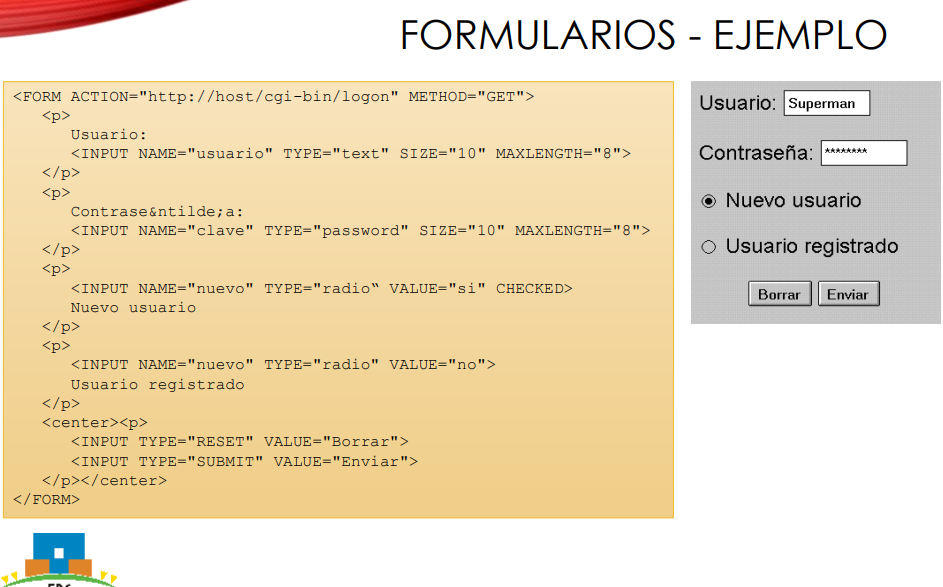 FORMULARIOS - EJEMPLO
<FORM ACTION="http://host/cgi-bin/logon" METHOD="GET">
<p>
Usuario:
<INPUT NAME="usuario" TYPE="text" SIZE="10" MAXLENGTH="8">
</p>
<p>
Contrase&ntilde;a:
<INPUT NAME="clave" TYPE="password" SIZE="10" MAXLENGTH="8">
</p>
<p>
<INPUT NAME="nuevo" TYPE="radio“ VALUE="si" CHECKED>
Nuevo usuario
</p>
<p>
<INPUT NAME="nuevo" TYPE="radio" VALUE="no">
Usuario registrado
</p>
<center><p>
<INPUT TYPE="RESET" VALUE="Borrar">
<INPUT TYPE="SUBMIT" VALUE="Enviar">
</p></center>
</FORM>
Usuario: Superman
Contraseña: ********
Nuevo usuario
Usuario registrado
Borrar Enviar